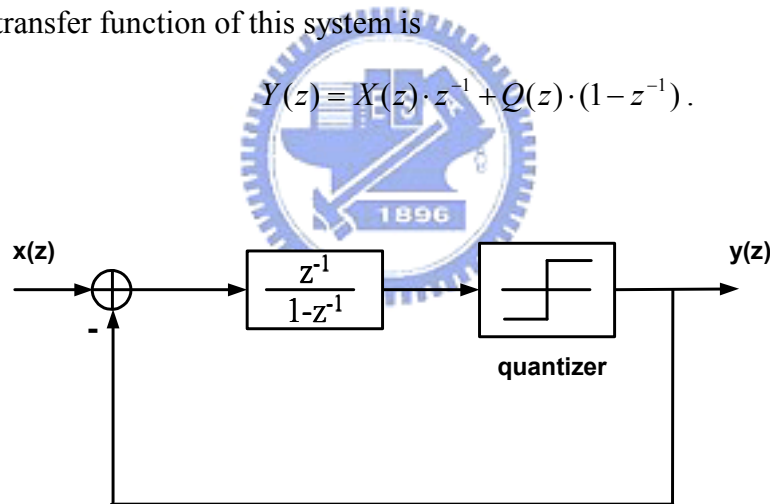 transfer function of this system is
Y(z) = X(z) · z⁻¹ + Q(z) · (1 − z⁻¹) .
1896
x(z)
y(z)
z⁻¹
1-z⁻¹
-
quantizer